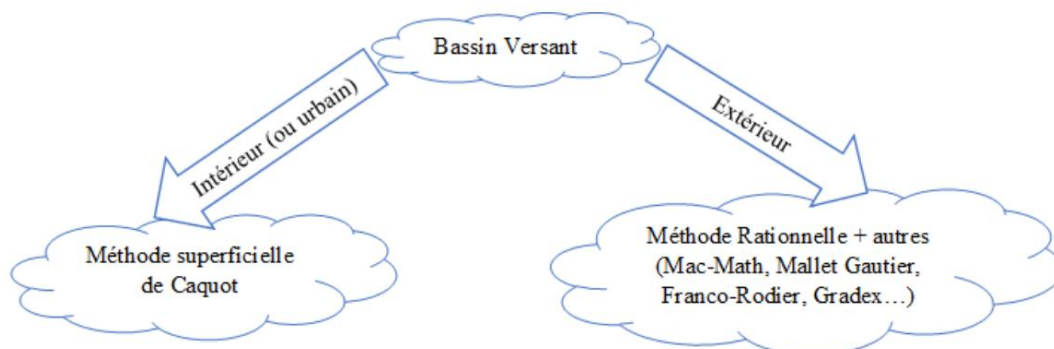 Bassin Versant
Intérieur (ou urbain)
Extérieur
Méthode superficielle
de Caquot
Méthode Rationnelle + autres
(Mac-Math, Mallet Gautier,
Franco-Rodier, Gradex…)